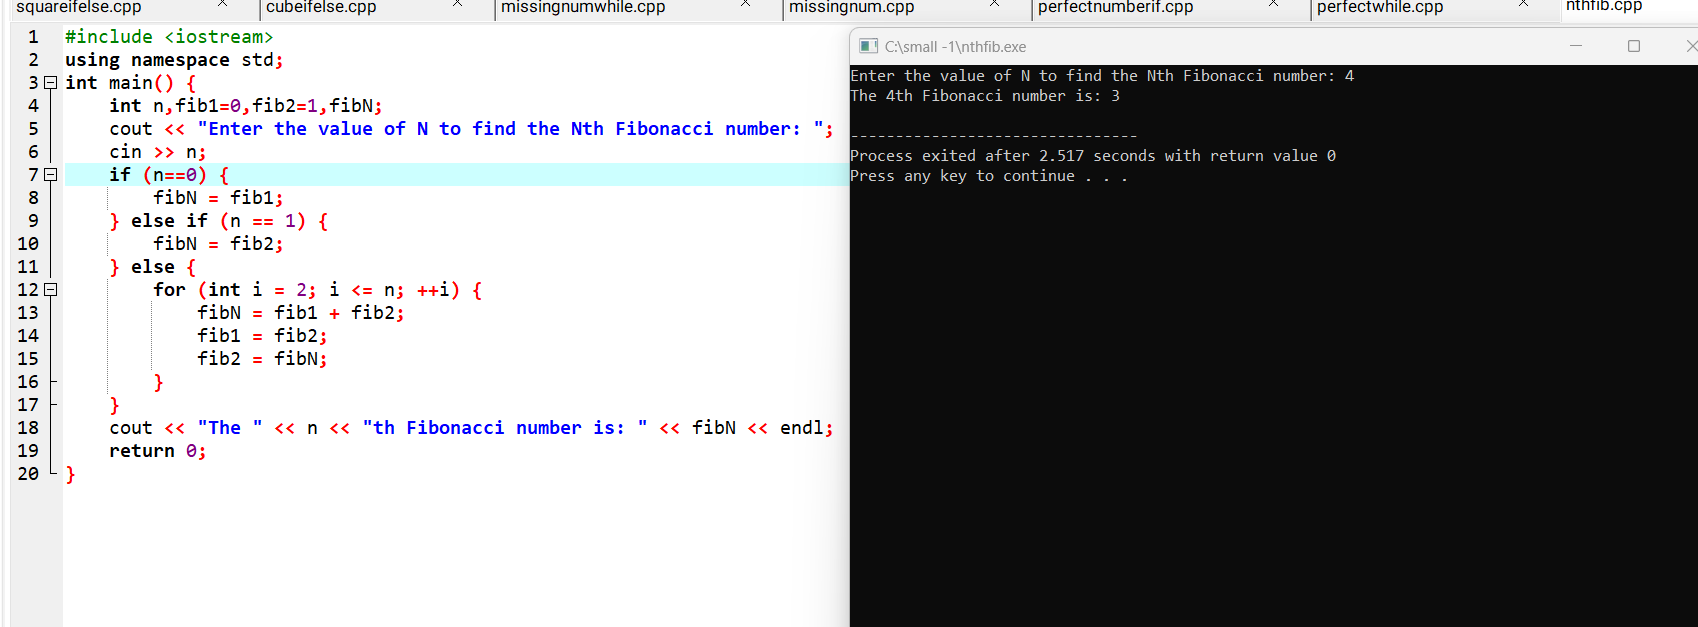 squareifelse.cpp cubeifelse.cpp missingnumwhile.cpp missingnum.cpp perfectnumberif.cpp perfectwhile.cpp nthfib.cpp
1 #include <iostream>
2 using namespace std;
3 int main() {
4     int n,fib1=0,fib2=1,fibN;
5     cout << "Enter the value of N to find the Nth Fibonacci number: ";
6     cin >> n;
7     if (n==0) {
8         fibN = fib1;
9     } else if (n == 1) {
10         fibN = fib2;
11     } else {
12         for (int i = 2; i <= n; ++i) {
13             fibN = fib1 + fib2;
14             fib1 = fib2;
15             fib2 = fibN;
16         }
17     }
18     cout << "The " << n << "th Fibonacci number is: " << fibN << endl;
19     return 0;
20 }
C:\small -1\nthfib.exe
Enter the value of N to find the Nth Fibonacci number: 4
The 4th Fibonacci number is: 3
--------------------------------
Process exited after 2.517 seconds with return value 0
Press any key to continue . . .